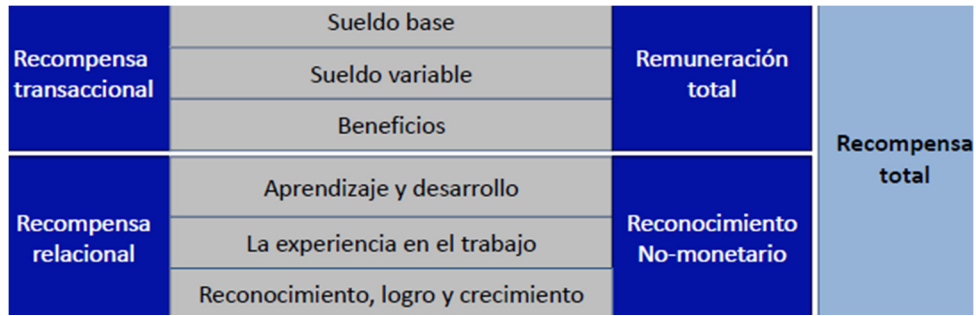 Recompensa
transaccional
Sueldo base
Sueldo variable
Beneficios
Remuneración
total
Recompensa
relacional
Aprendizaje y desarrollo
La experiencia en el trabajo
Reconocimiento, logro y crecimiento
Reconocimiento
No-monetario
Recompensa
total